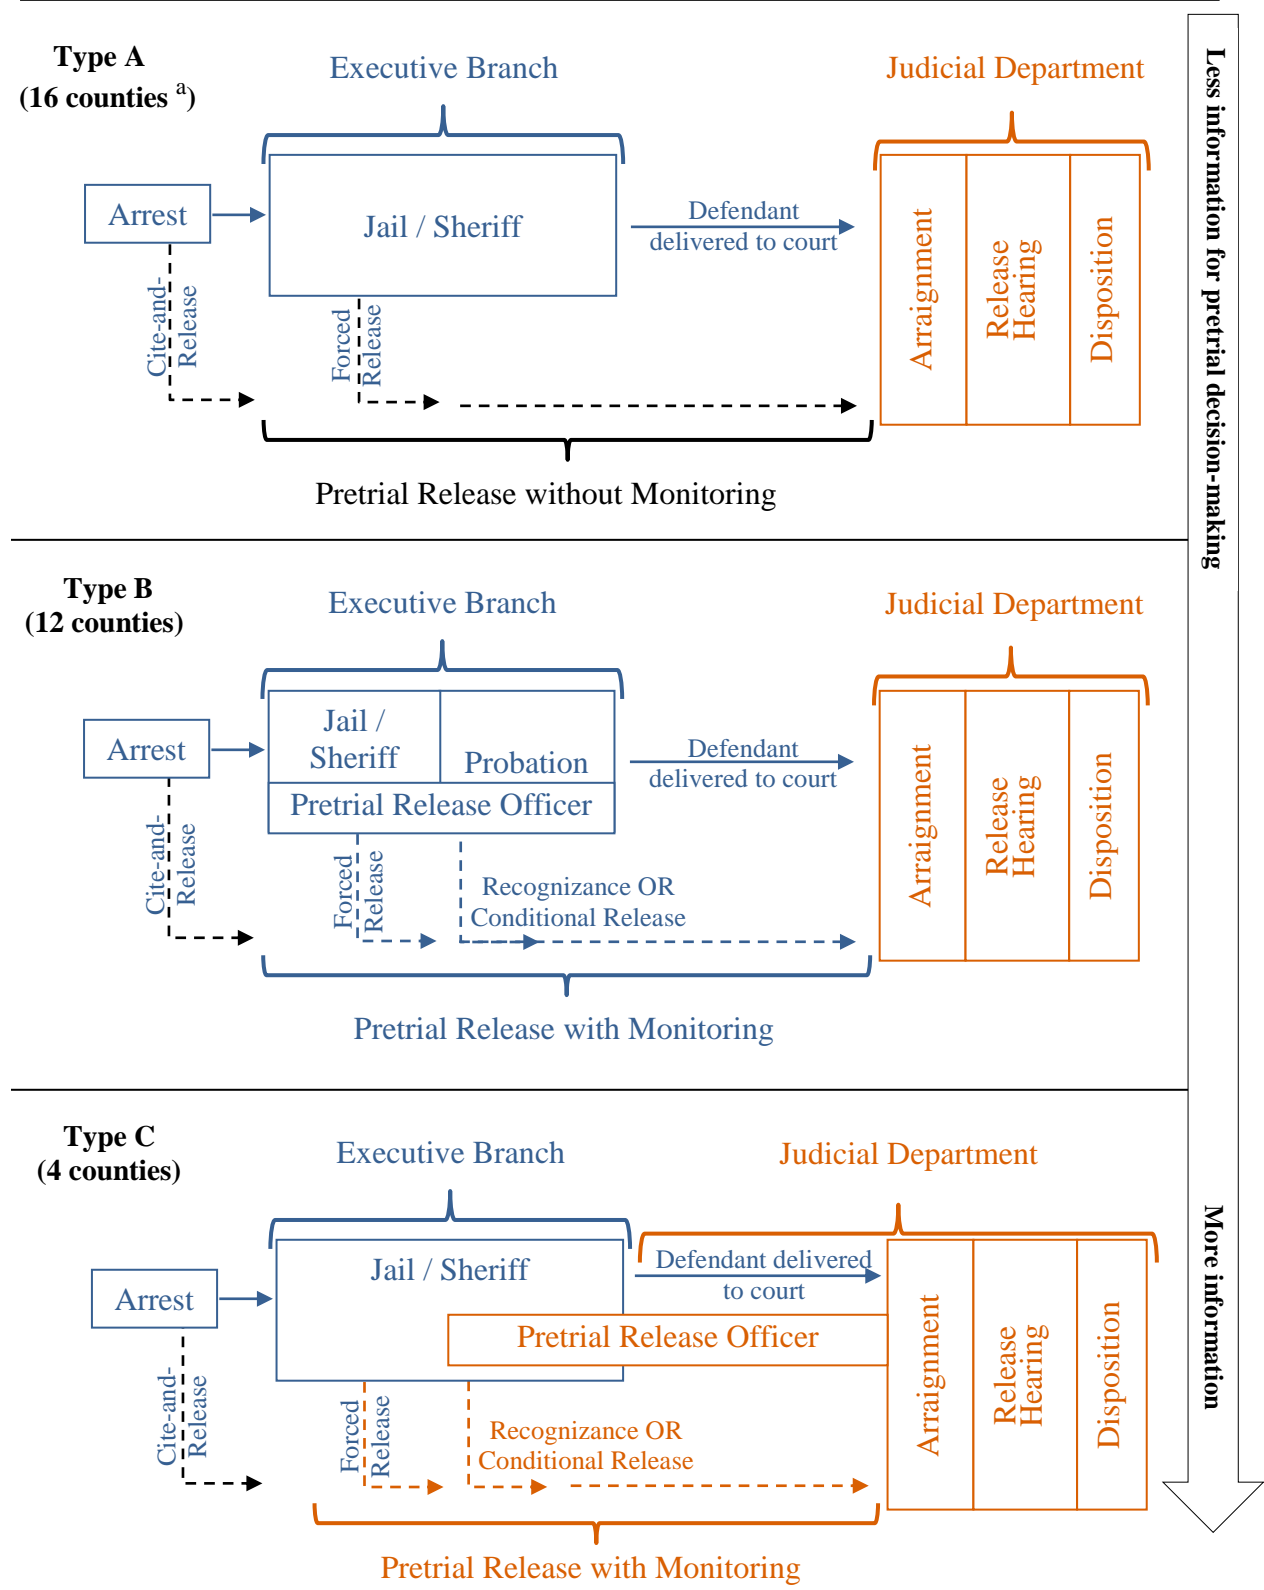 Type A
(16 counties a)
Executive Branch
Judicial Department
Arrest
Jail / Sheriff
Defendant
delivered to court
Arraignment
Release
Hearing
Disposition
Cite-and-
Release
Forced
Release
Pretrial Release without Monitoring
Less information for pretrial decision-making
Type B
(12 counties)
Executive Branch
Judicial Department
Arrest
Jail /
Sheriff
Probation
Pretrial Release Officer
Defendant
delivered to court
Arraignment
Release
Hearing
Disposition
Cite-and-
Release
Forced
Release
Recognizance OR
Conditional Release
Pretrial Release with Monitoring
Type C
(4 counties)
Executive Branch
Judicial Department
Arrest
Jail / Sheriff
Defendant delivered
to court
Pretrial Release Officer
Arraignment
Release
Hearing
Disposition
Cite-and-
Release
Forced
Release
Recognizance OR
Conditional Release
Pretrial Release with Monitoring
More information